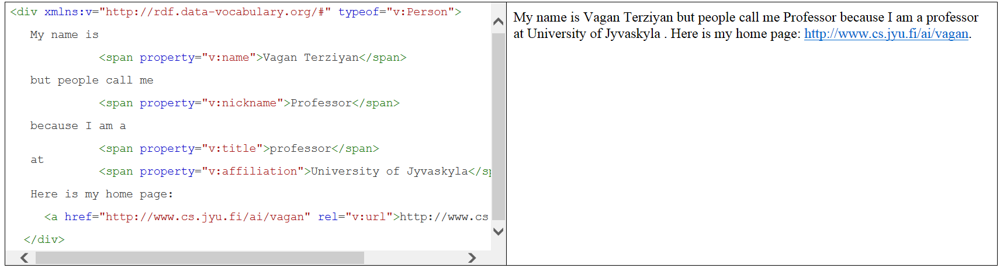 <div xmlns:v="http://rdf.data-vocabulary.org/#" typeof="v:Person">
My name is
<span property="v:name">Vagan Terziyan</span>
but people call me
<span property="v:nickname">Professor</span>
because I am a
<span property="v:title">professor</span>
at
<span property="v:affiliation">University of Jyvaskyla</sp
Here is my home page:
<a href="http://www.cs.jyu.fi/ai/vagan" rel="v:url">http://www.cs
</div>
My name is Vagan Terziyan but people call me Professor because I am a professor
at University of Jyvaskyla . Here is my home page: http://www.cs.jyu.fi/ai/vagan.